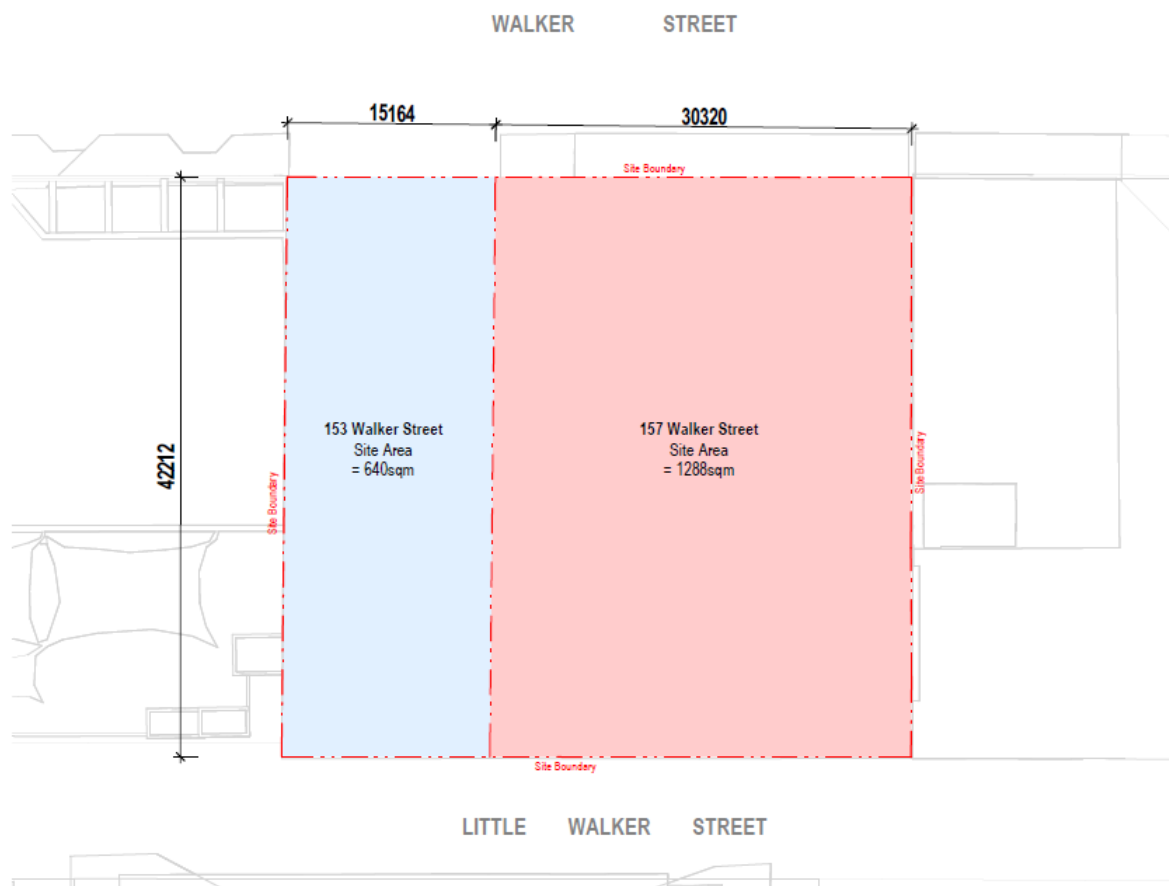 WALKER STREET
15164
30320
Site Boundary
42212
153 Walker Street
Site Area
= 640sqm
157 Walker Street
Site Area
= 1288sqm
Site Boundary
Site Boundary
Site Boundary
LITTLE WALKER STREET